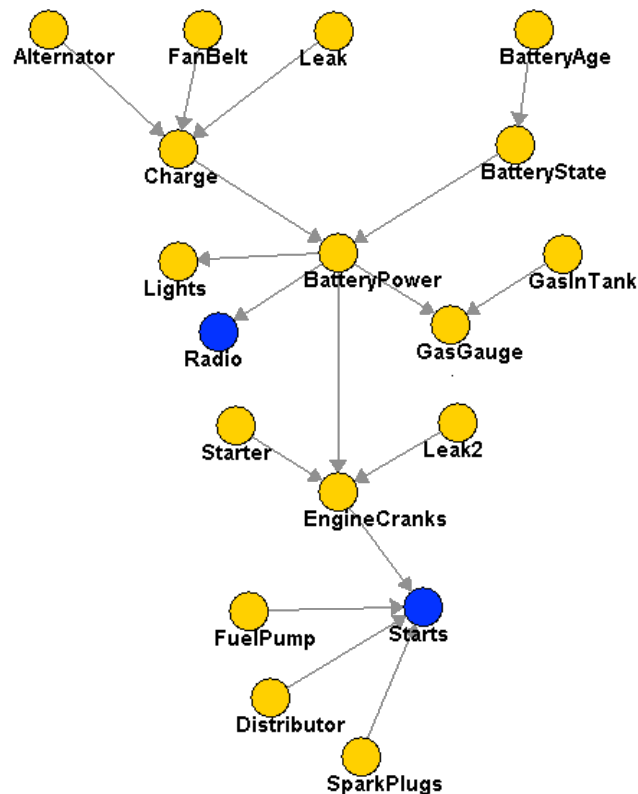 Alternator
FanBelt
Leak
BatteryAge
Charge
BatteryState
Lights
BatteryPower
GasInTank
Radio
GasGauge
Starter
Leak2
EngineCranks
FuelPump
Starts
Distributor
SparkPlugs